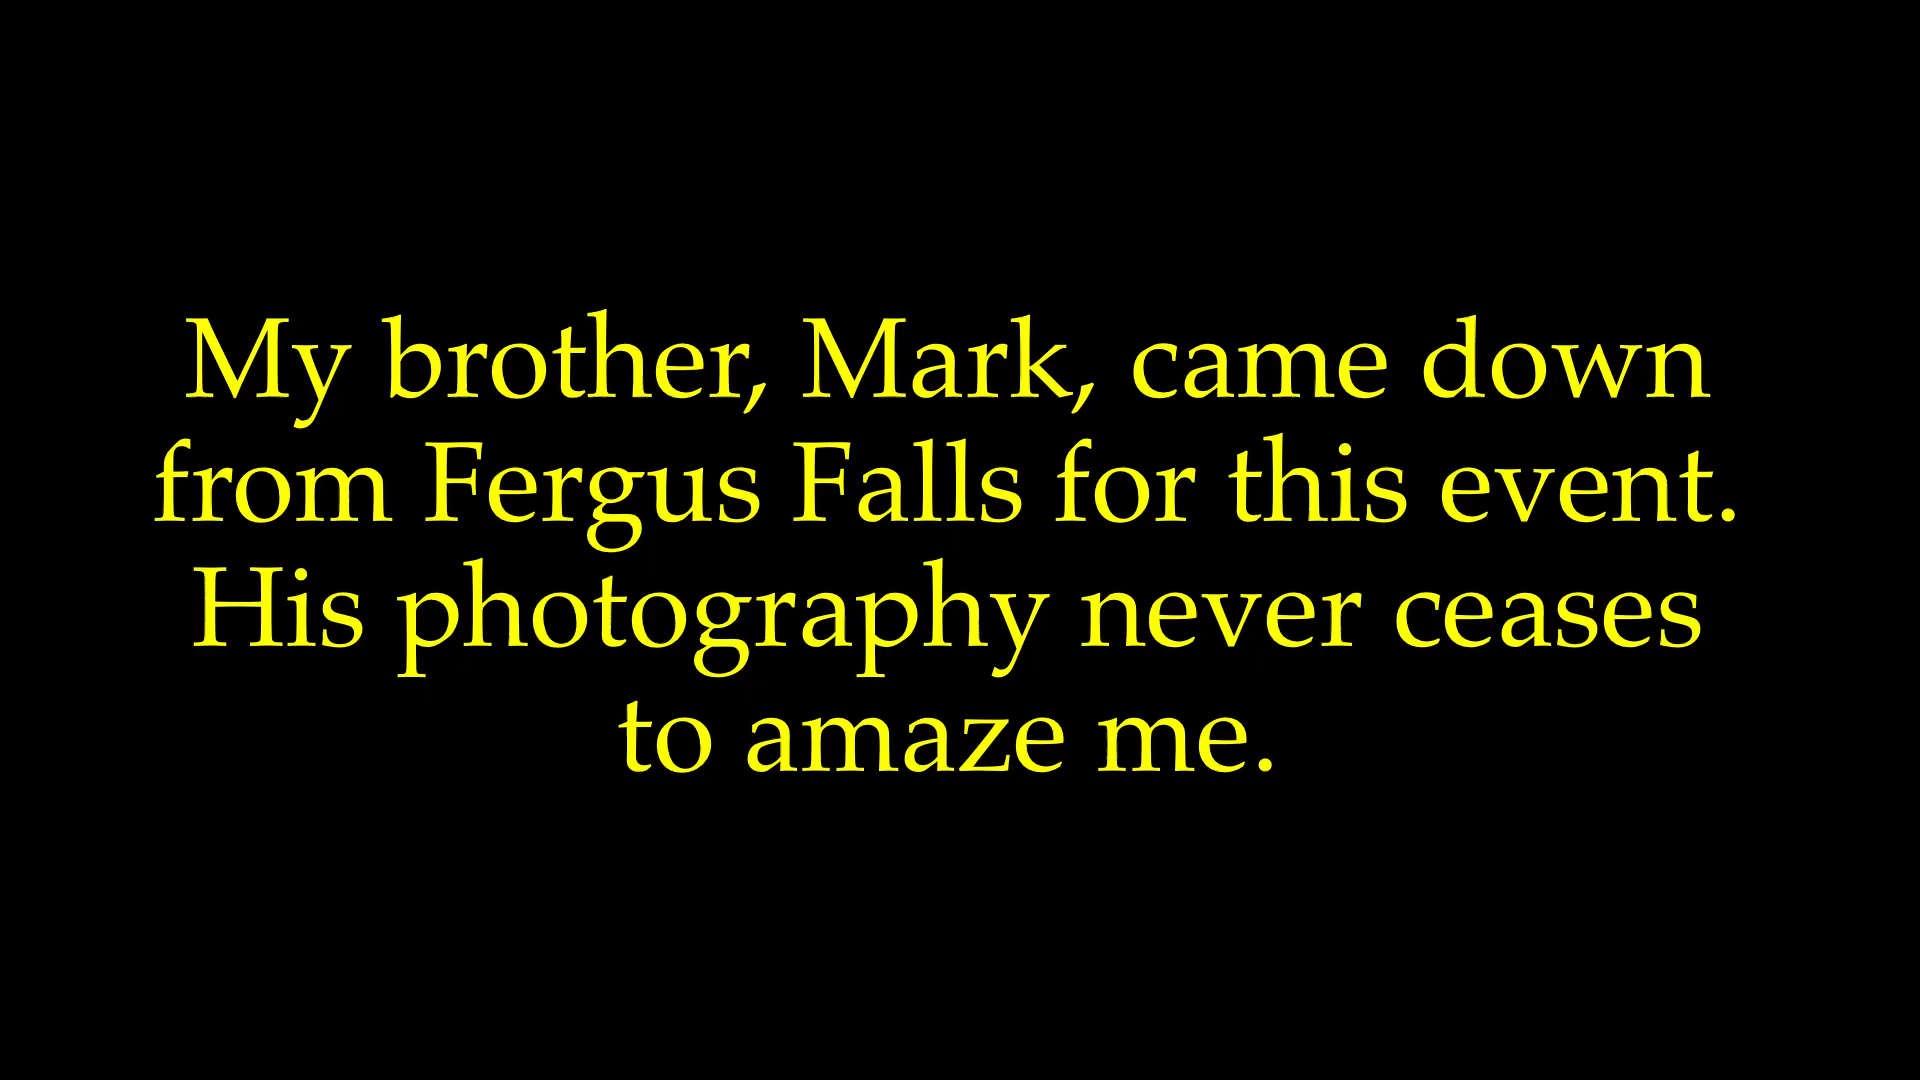 My brother, Mark, came down
from Fergus Falls for this event.
His photography never ceases
to amaze me.